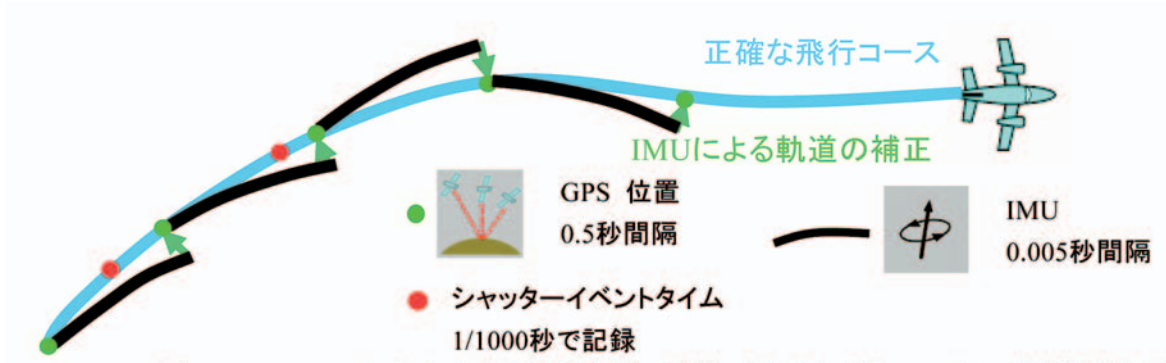 正確な飛行コース
IMUによる軌道の補正
GPS 位置
0.5秒間隔
IMU
0.005秒間隔
シャッターイベントタイム
1/1000秒で記録